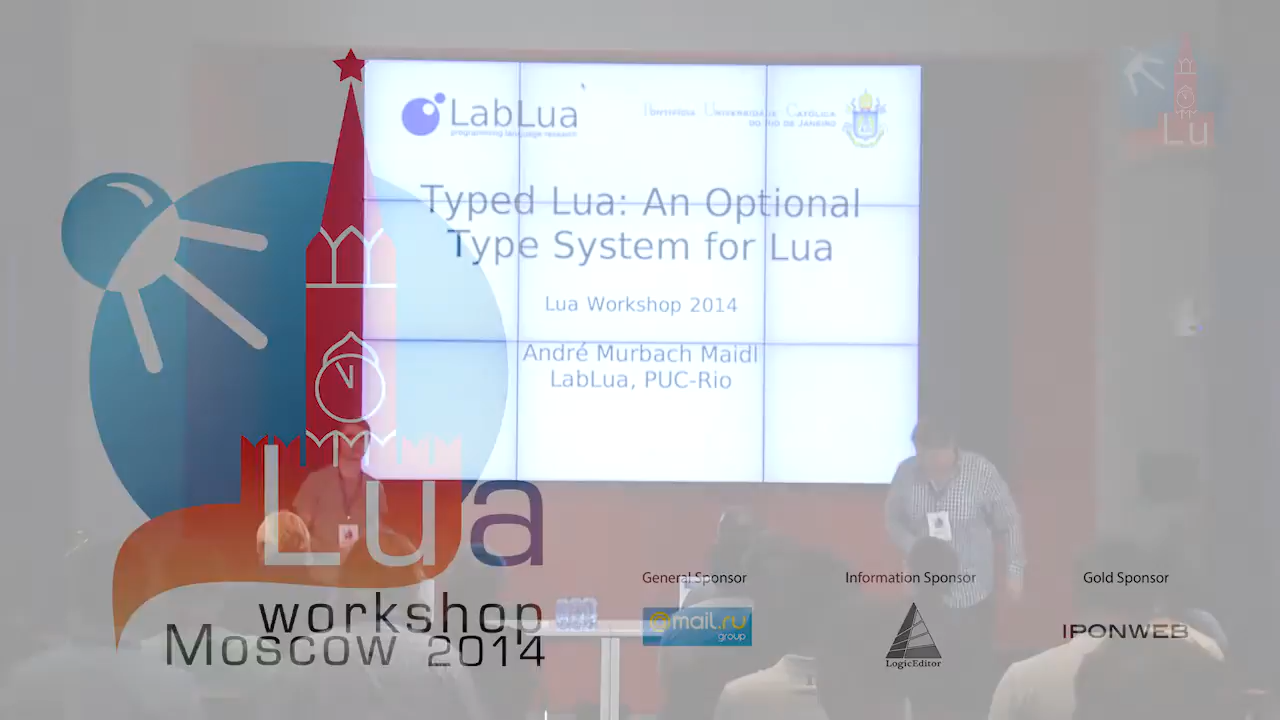 LabLua
programming language research
Pontifícia Universidade Católica
do Rio de Janeiro
Typed Lua: An Optional
Type System for Lua
Lua Workshop 2014
André Murbach Maidl
LabLua, PUC-Rio
Lu
Lua
workshop
Moscow 2014
General Sponsor
@mail.ru
group
Information Sponsor
LogicEditor
Gold Sponsor
IPONWEB